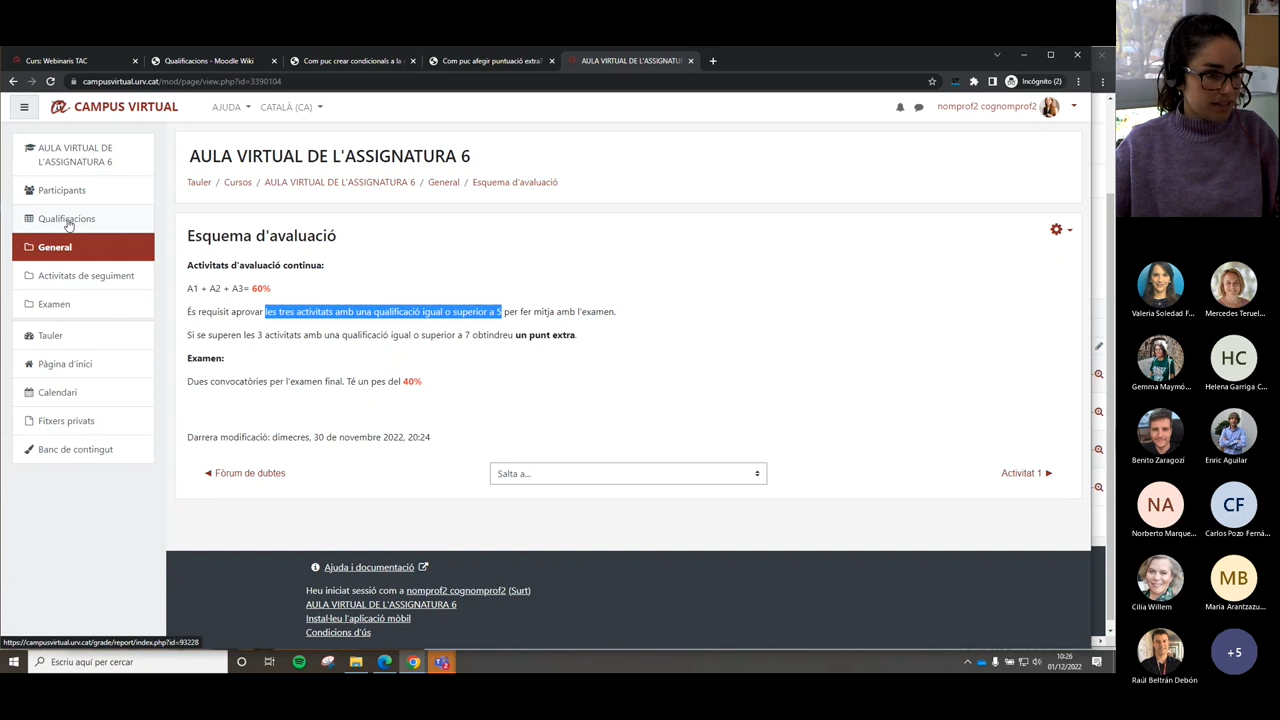 Curs: Webinaris TAC
Qualificacions - Moodle Wiki
Com puc crear condicionals a la
Com puc afegir puntuació extra?
AULA VIRTUAL DE L'ASSIGNATU
campusvirtual.urv.cat/mod/page/view.php?id=3390104
Incógnito (2)
CAMPUS VIRTUAL
AJUDA
CATALÀ (CA)
nomprof2 cognomprof2
AULA VIRTUAL DE
L'ASSIGNATURA 6
Participants
Qualificacions
General
Activitats de seguiment
Examen
Tauler
Pàgina d'inici
Calendari
Fitxers privats
Banc de contingut
AULA VIRTUAL DE L'ASSIGNATURA 6
Tauler / Cursos / AULA VIRTUAL DE L'ASSIGNATURA 6 / General / Esquema d'avaluació
Esquema d'avaluació
Activitats d'avaluació continua:
A1 + A2 + A3= 60%
És requisit aprovar les tres activitats amb una qualificació igual o superior a 5 per fer mitja amb l'examen.
Si se superen les 3 activitats amb una qualificació igual o superior a 7 obtindreu un punt extra.
Examen:
Dues convocatòries per l'examen final. Té un pes del 40%
Darrera modificació: dimecres, 30 de novembre 2022, 20:24
◄ Fòrum de dubtes
Salta a...
Activitat 1 ►
Ajuda i documentació
Heu iniciat sessió com a nomprof2 cognomprof2 (Surt)
AULA VIRTUAL DE L'ASSIGNATURA 6
Instal·leu l'aplicació mòbil
Condicions d'ús
https://campusvirtual.urv.cat/grade/report/index.php?id=93228
Escriu aquí per cercar
10:26
01/12/2022
Valeria Soledad F...
Mercedes Teruel...
Gemma Maymó...
HC
Helena Garriga C...
Benito Zaragozí
Enric Aguilar
NA
Norberto Marque...
CF
Carlos Pozo Ferná...
Cilia Willem
MB
Maria Arantzazu...
Raúl Beltrán Debón
+5